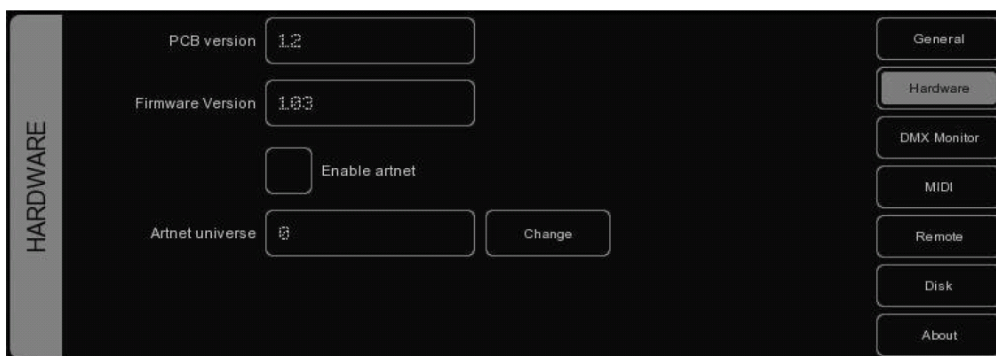 HARDWARE
PCB version 1.2
Firmware Version 1.03
Enable artnet
Artnet universe 0 Change
General
Hardware
DMX Monitor
MIDI
Remote
Disk
About